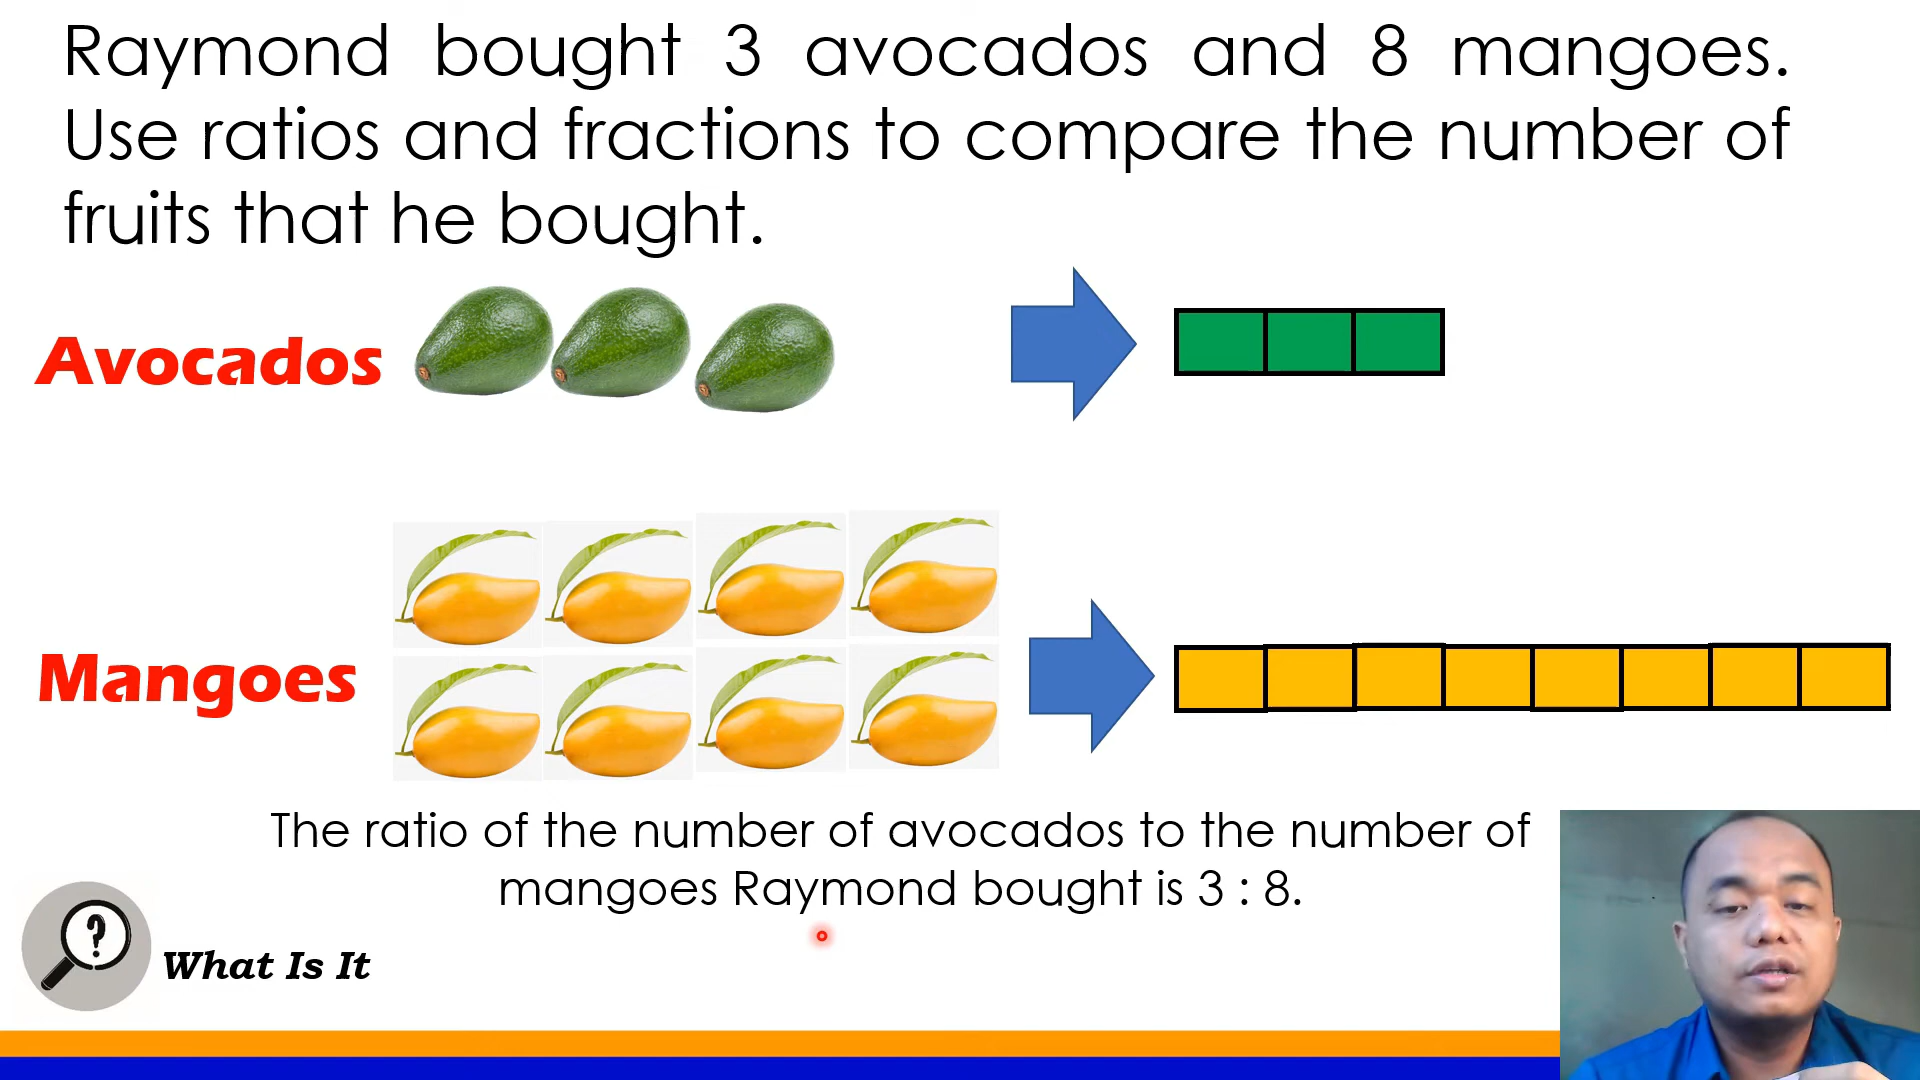 Raymond bought 3 avocados and 8 mangoes.
Use ratios and fractions to compare the number of
fruits that he bought.
Avocados
Mangoes
The ratio of the number of avocados to the number of
mangoes Raymond bought is 3 : 8.
?
What Is It